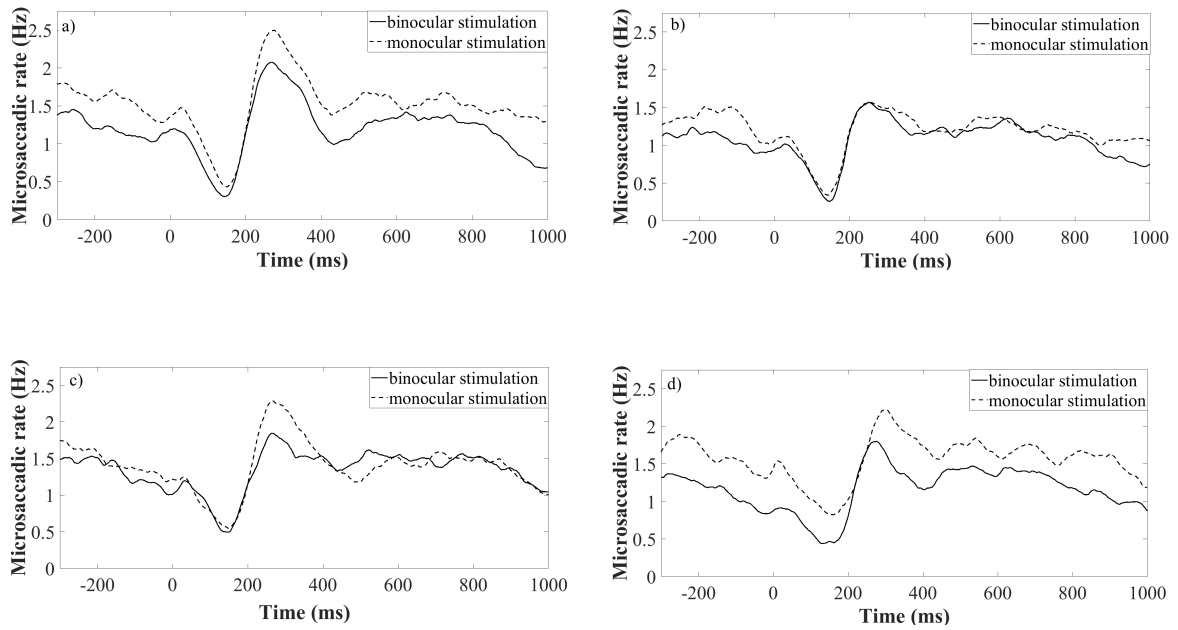 a)
binocular stimulation
monocular stimulation
Microsaccadic rate (Hz)
2.5
2
1.5
1
0.5
0
-200 0 200 400 600 800 1000
Time (ms)
b)
binocular stimulation
monocular stimulation
Microsaccadic rate (Hz)
2.5
2
1.5
1
0.5
0
-200 0 200 400 600 800 1000
Time (ms)
c)
binocular stimulation
monocular stimulation
Microsaccadic rate (Hz)
2.5
2
1.5
1
0.5
0
-200 0 200 400 600 800 1000
Time (ms)
d)
binocular stimulation
monocular stimulation
Microsaccadic rate (Hz)
2.5
2
1.5
1
0.5
0
-200 0 200 400 600 800 1000
Time (ms)